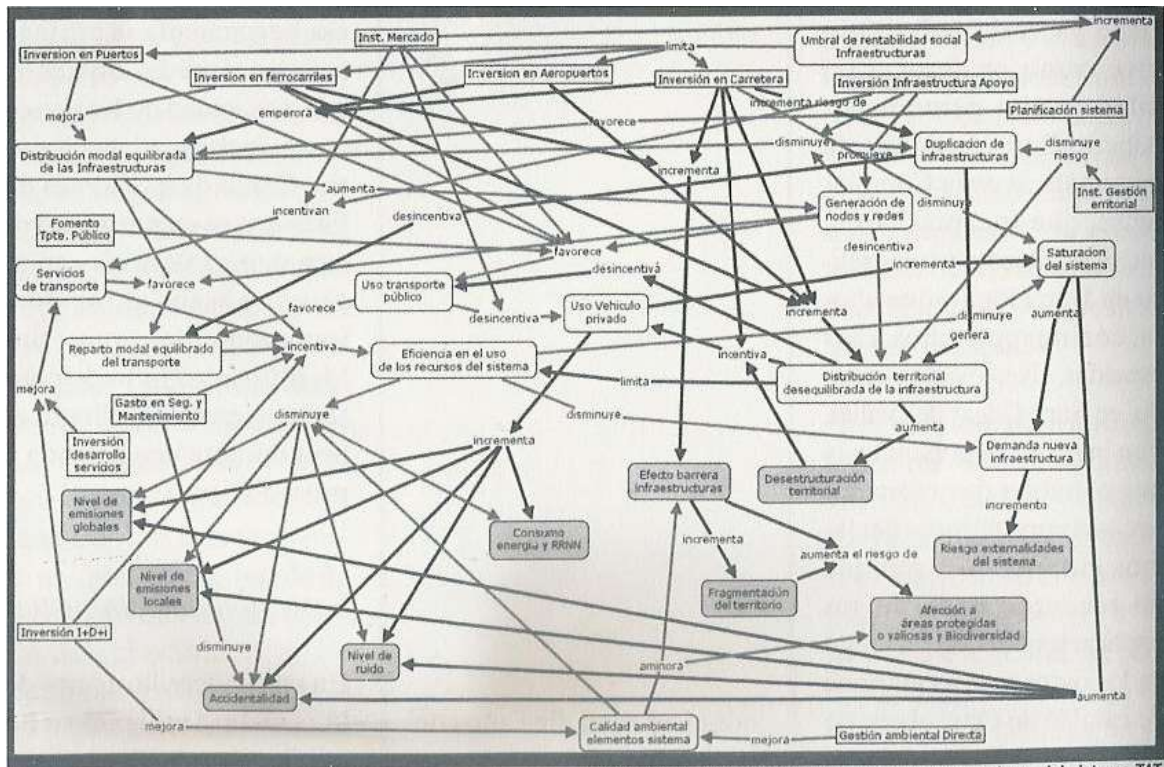 incrementa
Inst. Mercado
Inversion en Puertos
limita
Umbral de rentabilidad social
Infraestructuras
Inversion en ferrocarriles
Inversion en Aeropuertos
Inversión en Carretera
Inversión Infraestructura Apoyo
mejora
emperora
incrementa riesgo de
favorece
Planificación sistema
Distribución modal equilibrada
de las Infraestructuras
disminuye
promueve
Duplicacion de
infraestructuras
disminuye
riesgo
incrementa
aumenta
incentivan
desincentiva
Generación de
nodos y redes
disminuye
Inst. Gestión
erritorial
Fomento
Tpte. Público
favorece
desincentiva
Saturacion
del sistema
Servicios
de transporte
favorece
Uso transporte
público
desincentivá
incrementa
favorece
desincentiva
Uso Vehiculo
privado
incrementa
disminuye
aumenta
Reparto modal equilibrado
del transporte
incentiva
Eficiencia en el uso
de los recursos del sistema
incentiva
genera
limita
Distribución territorial
desequilibrada de la infraestructura
mejora
Gasto en Seg. y
Mantenimiento
disminuye
disminuye
aumenta
Inversión
desarrollo
servicios
incrementa
Demanda nueva
infraestructura
Efecto barrera
infraestructuras
Desestructuración
territorial
Nivel de
emisiones
globales
Consumo
energia y RRNN
incrementa
incremento
aumenta el riesgo de
Riesgo externalidades
del sistema
Nivel de
emisiones
locales
Fragmentación
del territorio
Afección a
áreas protegidas
o valiosas y Biodiversidad
Inversión I+D+i
disminuye
Nivel de
ruido
aminora
Accidentalidad
aumenta
mejora
Calidad ambiental
elementos sistema
mejora
Gestión ambiental Directa